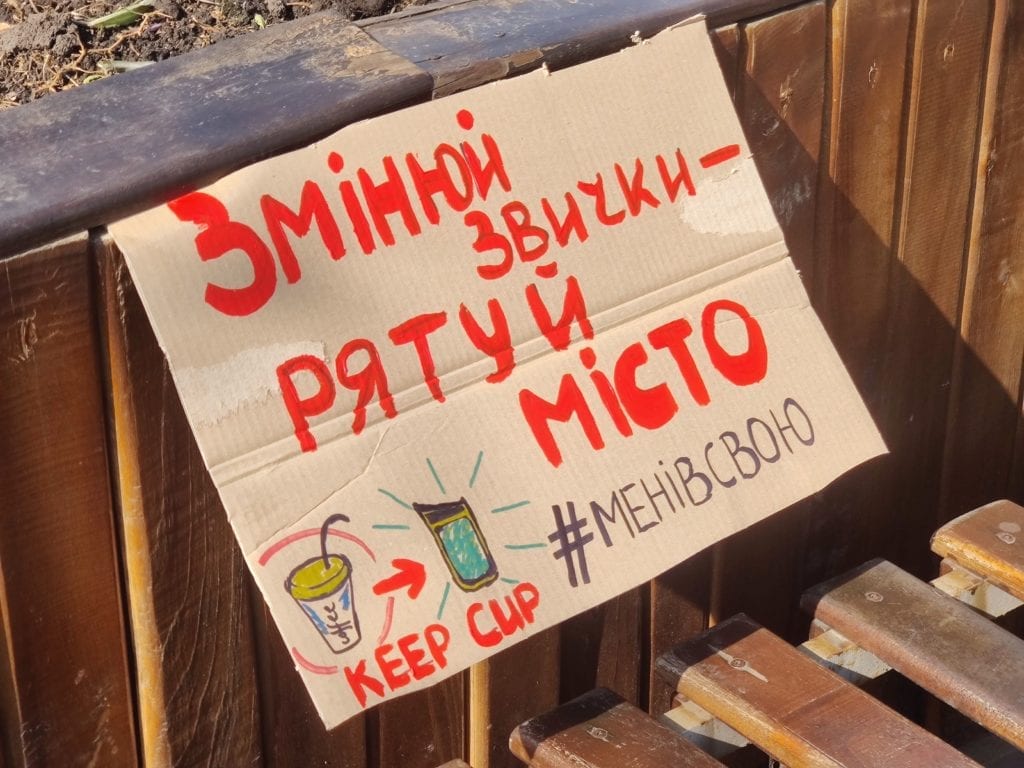 Змінюй
звички –
рятуй
місто
#МЕНІВСВОЮ
coffee
KEEP CUP